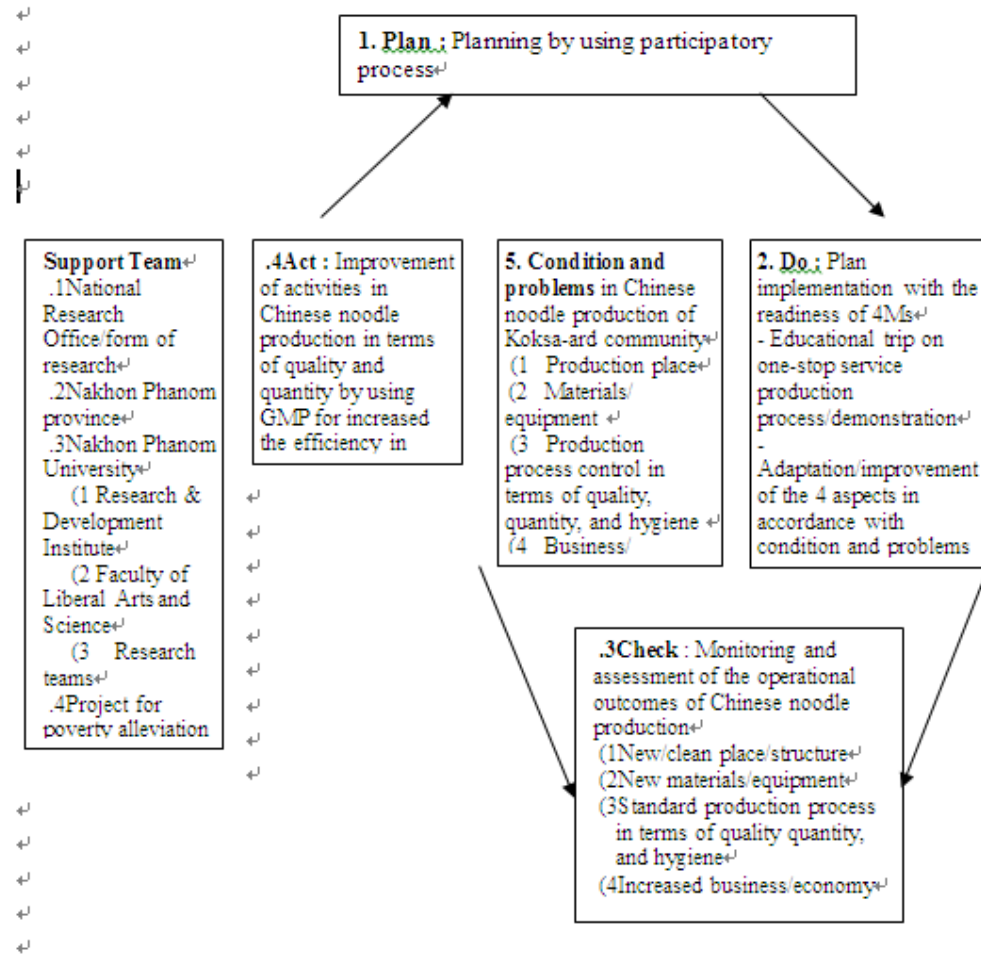 1. Plan : Planning by using participatory
process
Support Team
.1National
Research
Office/form of
research
.2Nakhon Phanom
province
.3Nakhon Phanom
University
(1 Research &
Development
Institute
(2 Faculty of
Liberal Arts and
Science
(3 Research
teams
.4Project for
poverty alleviation
.4Act : Improvement
of activities in
Chinese noodle
production in terms
of quality and
quantity by using
GMP for increased
the efficiency in
5. Condition and
problems in Chinese
noodle production of
Koksa-ard community
(1 Production place
(2 Materials/
equipment
(3 Production
process control in
terms of quality,
quantity, and hygiene
(4 Business/
2. Do : Plan
implementation with the
readiness of 4Ms
- Educational trip on
one-stop service
production
process/demonstration
-
Adaptation/improvement
of the 4 aspects in
accordance with
condition and problems
.3Check : Monitoring and
assessment of the operational
outcomes of Chinese noodle
production
(1New/clean place/structure
(2New materials/equipment
(3Standard production process
in terms of quality quantity,
and hygiene
(4Increased business/economy